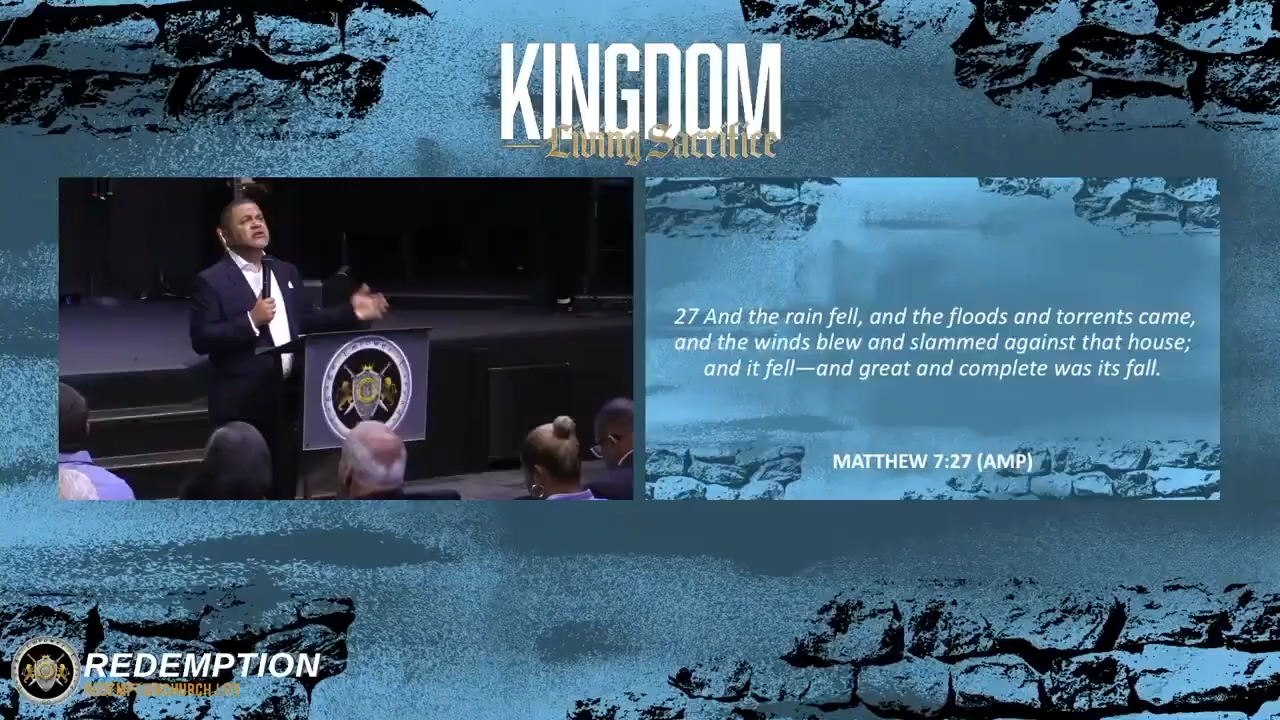 KINGDOM
Living Sacrifice
27 And the rain fell, and the floods and torrents came,
and the winds blew and slammed against that house;
and it fell—and great and complete was its fall.
MATTHEW 7:27 (AMP)
REDEMPTION